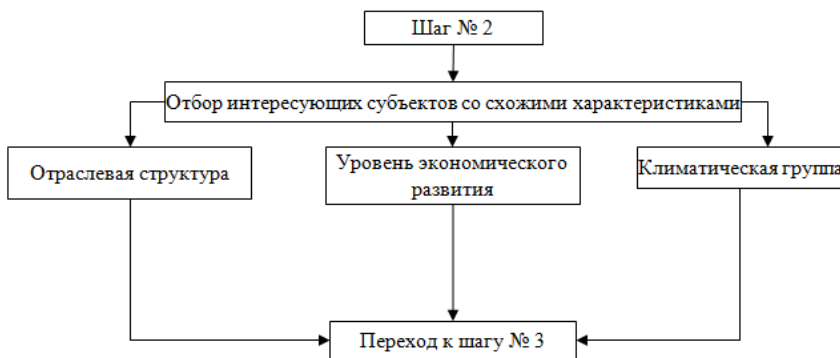 Шаг № 2
Отбор интересующих субъектов со схожими характеристиками
Отраслевая структура
Уровень экономического
развития
Климатическая группа
Переход к шагу № 3